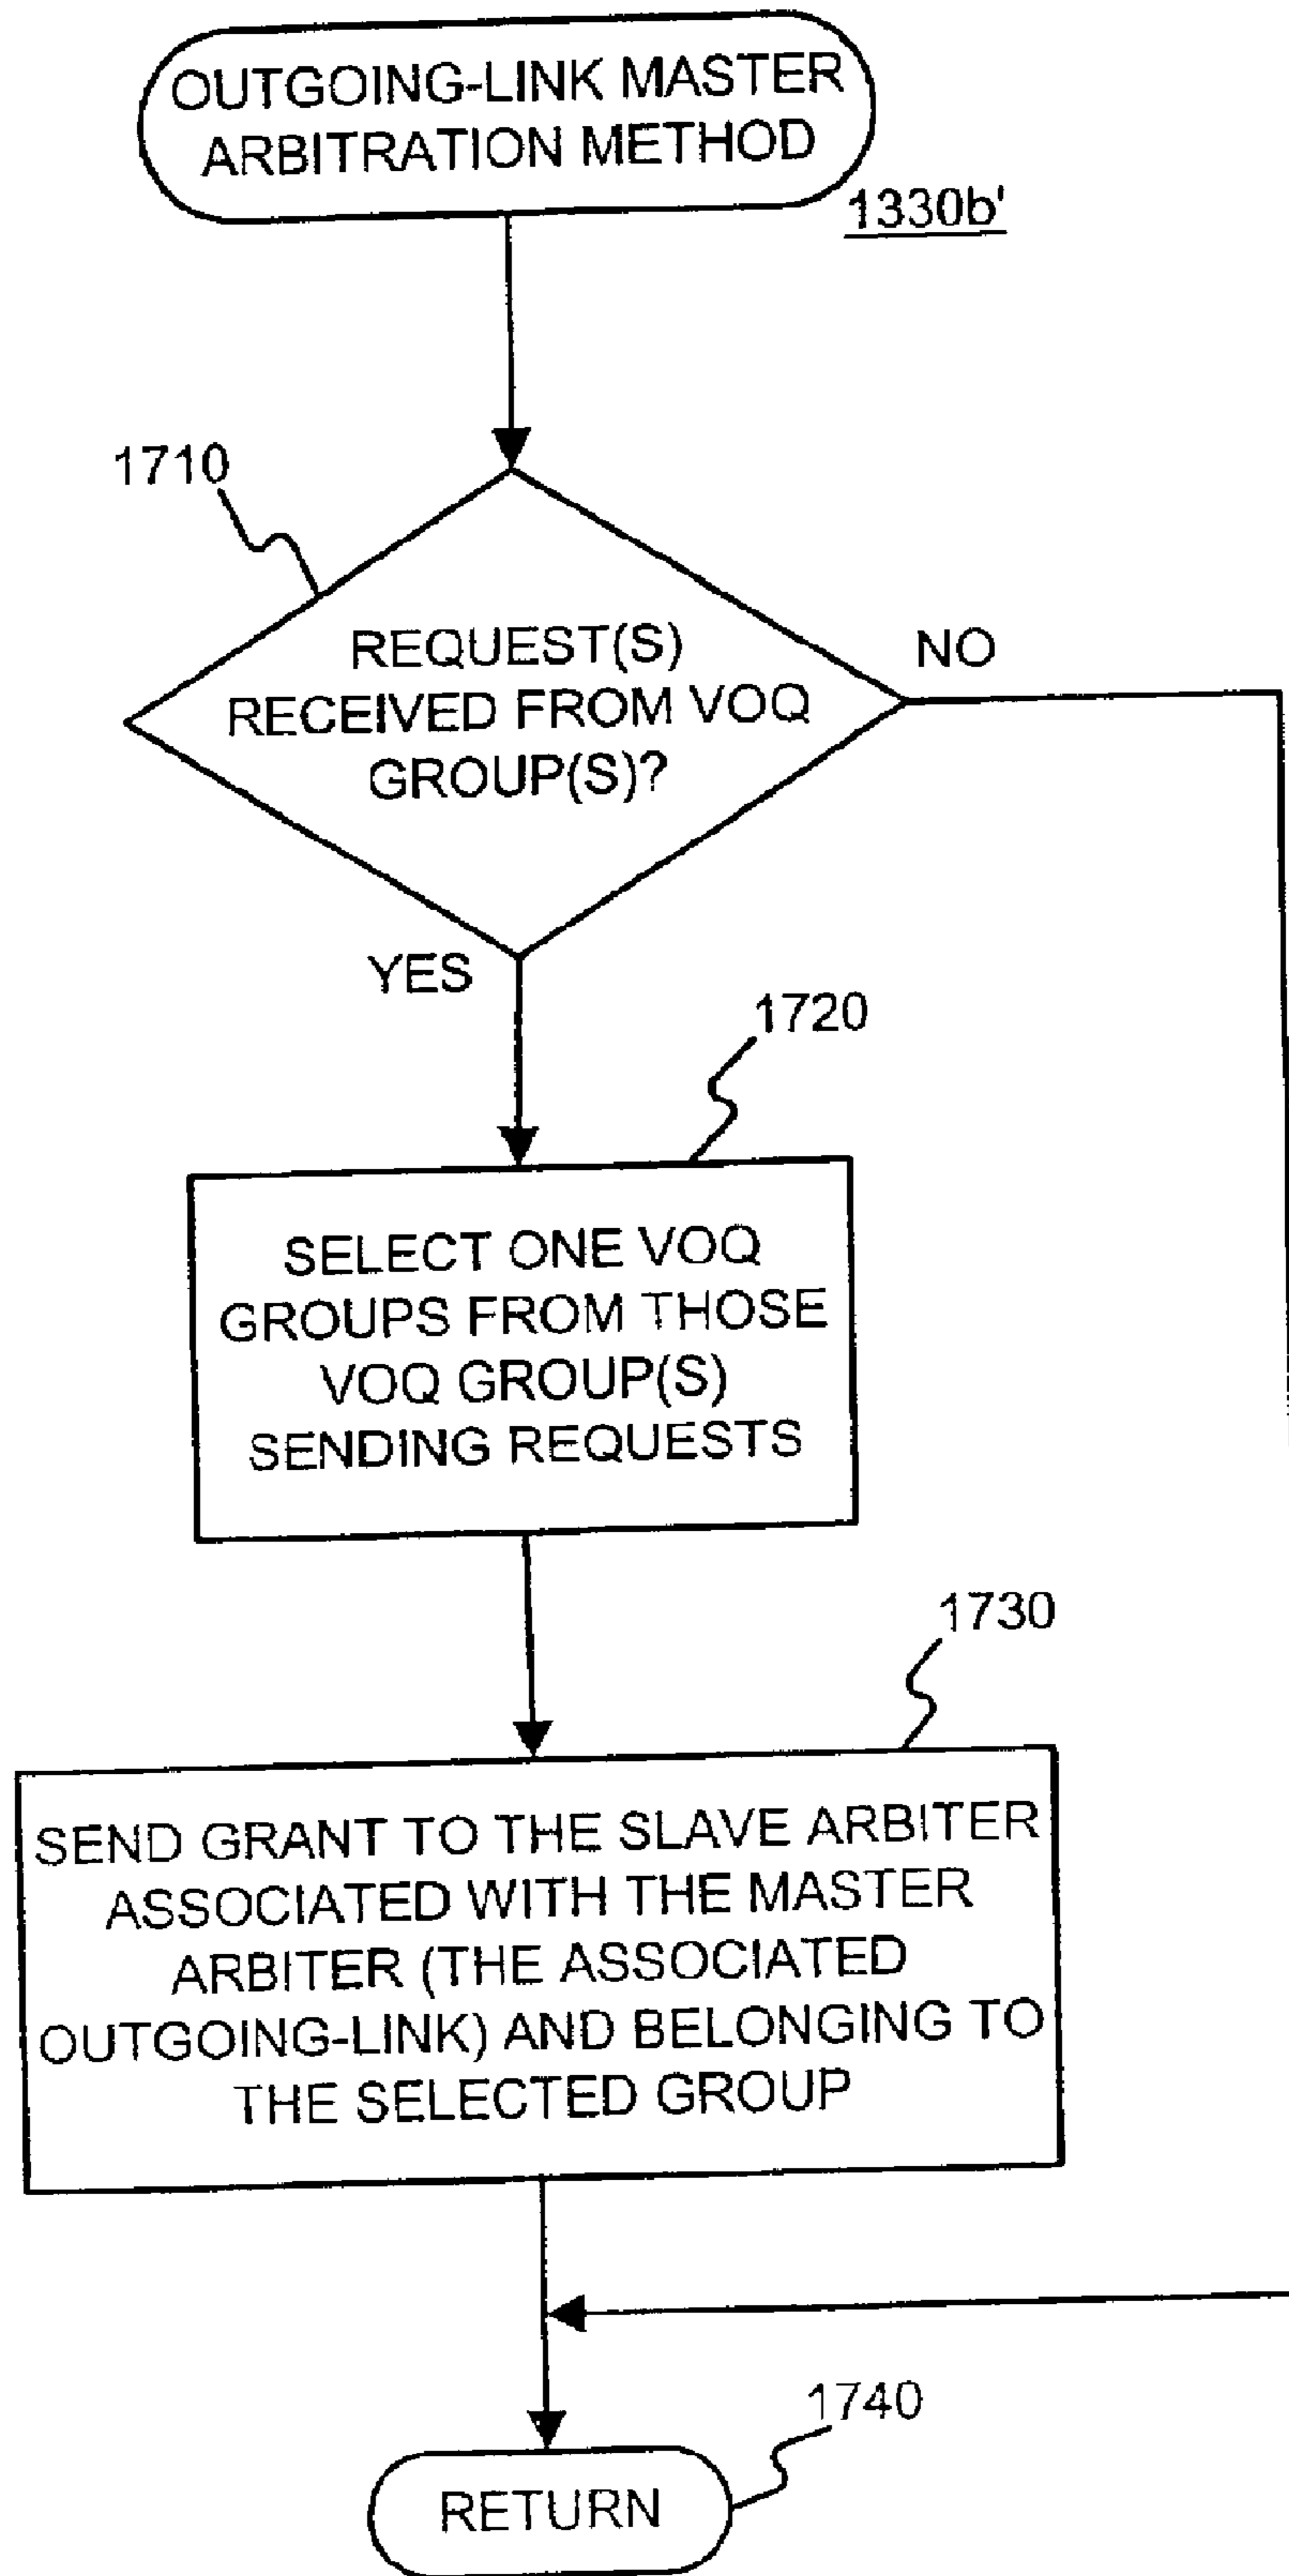 OUTGOING-LINK MASTER
ARBITRATION METHOD
1330b'
1710
REQUEST(S)
RECEIVED FROM VOQ
GROUP(S)?
NO
YES
1720
SELECT ONE VOQ
GROUPS FROM THOSE
VOQ GROUP(S)
SENDING REQUESTS
1730
SEND GRANT TO THE SLAVE ARBITER
ASSOCIATED WITH THE MASTER
ARBITER (THE ASSOCIATED
OUTGOING-LINK) AND BELONGING TO
THE SELECTED GROUP
1740
RETURN